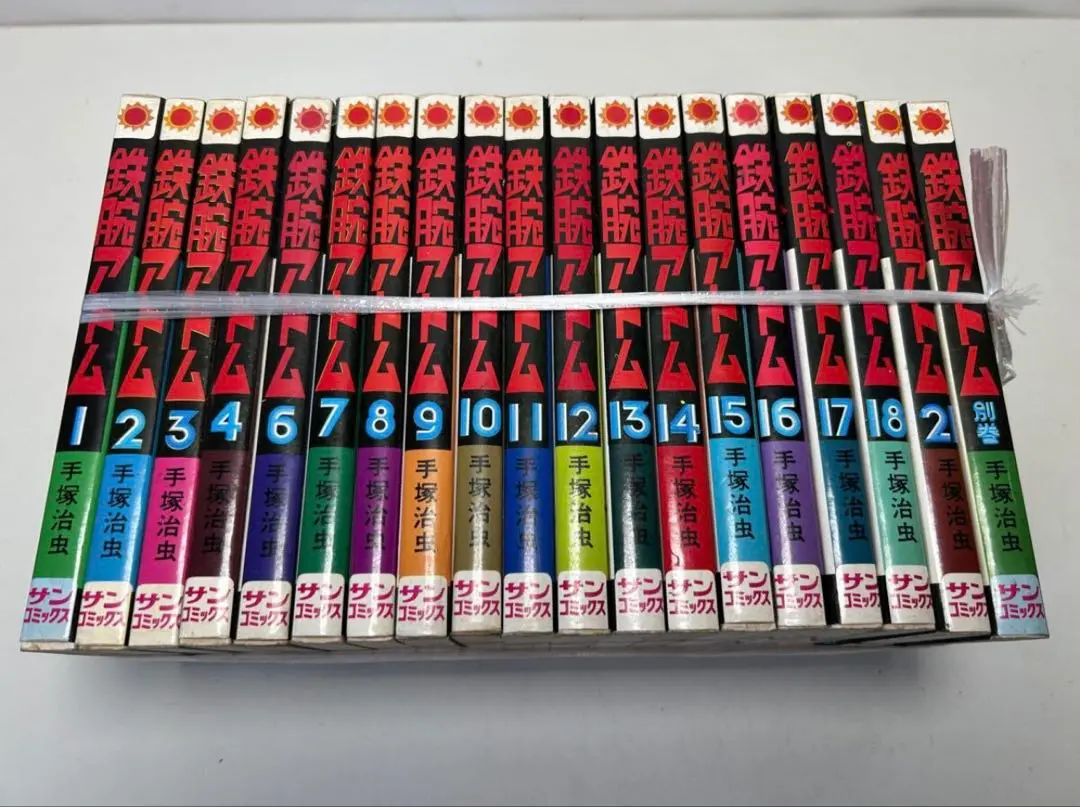 鉄腕アトム 1 手塚治虫 サンコミックス
鉄腕アトム 2 手塚治虫 サンコミックス
鉄腕アトム 3 手塚治虫 サンコミックス
鉄腕アトム 4 手塚治虫 サンコミックス
鉄腕アトム 6 手塚治虫 サンコミックス
鉄腕アトム 7 手塚治虫 サンコミックス
鉄腕アトム 8 手塚治虫 サンコミックス
鉄腕アトム 9 手塚治虫 サンコミックス
鉄腕アトム 10 手塚治虫 サンコミックス
鉄腕アトム 11 手塚治虫 サンコミックス
鉄腕アトム 12 手塚治虫 サンコミックス
鉄腕アトム 13 手塚治虫 サンコミックス
鉄腕アトム 14 手塚治虫 サンコミックス
鉄腕アトム 15 手塚治虫 サンコミックス
鉄腕アトム 16 手塚治虫 サンコミックス
鉄腕アトム 17 手塚治虫 サンコミックス
鉄腕アトム 18 手塚治虫 サンコミックス
鉄腕アトム 21 手塚治虫 サンコミックス
鉄腕アトム 別巻 手塚治虫 サンコミックス